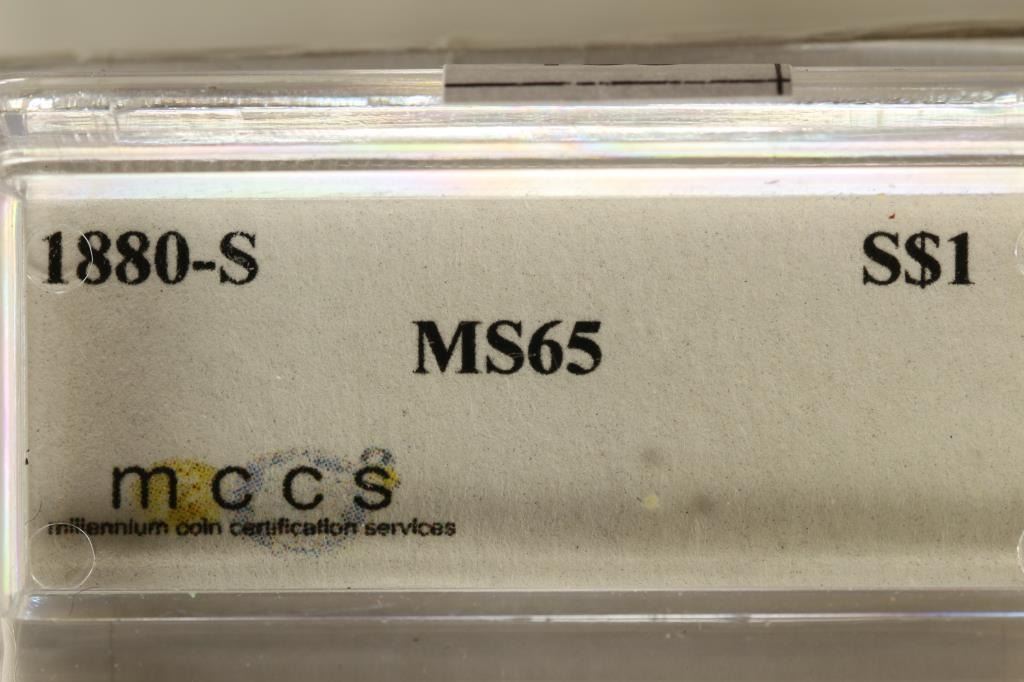 1880-S S$1
MS65
mccs
millennium coin certification services